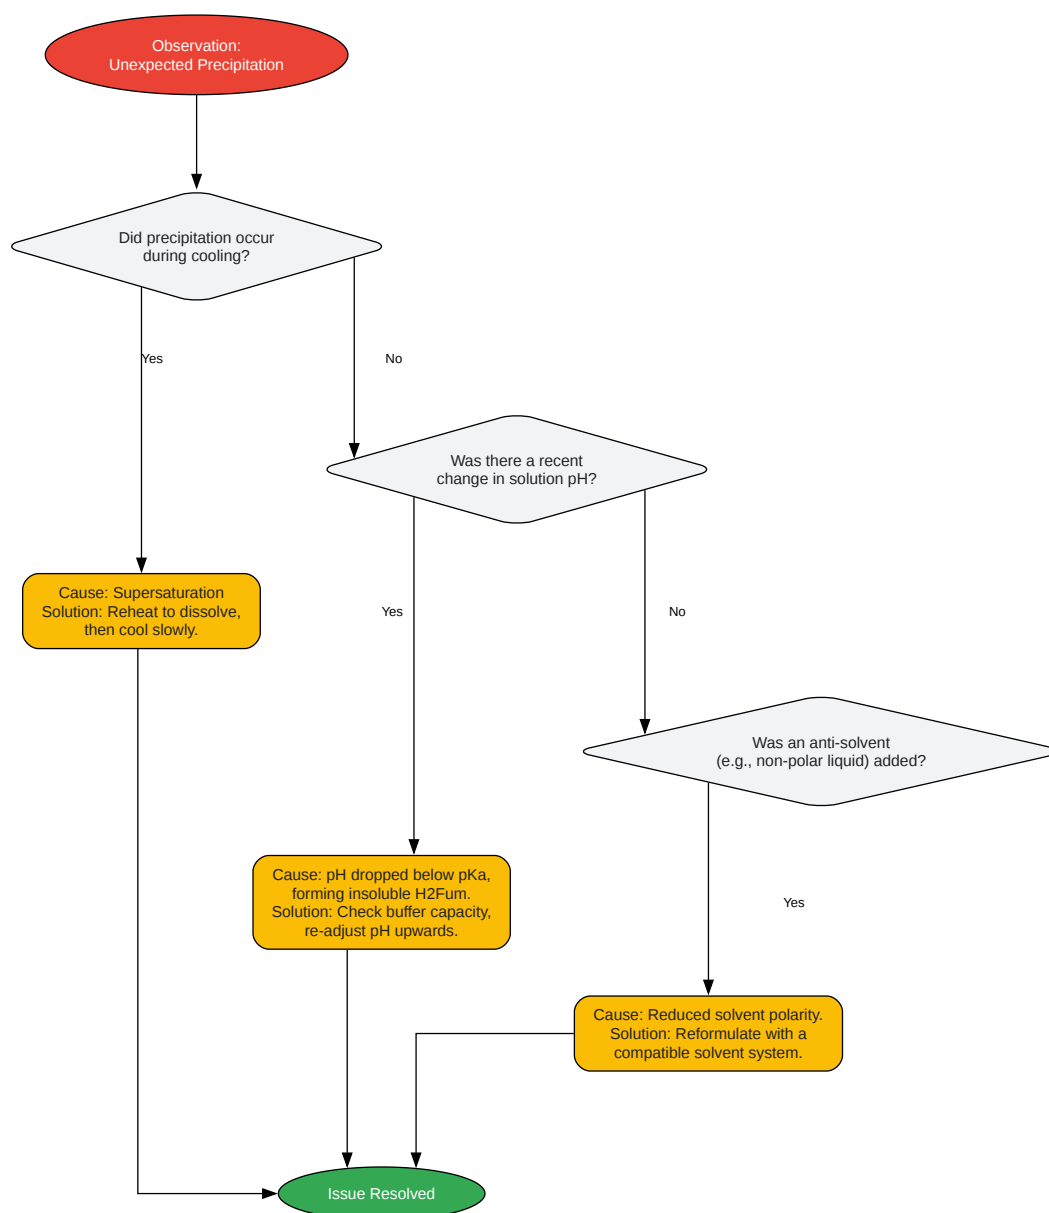 Observation:
Unexpected Precipitation
Did precipitation occur
during cooling?
Yes
No
Was there a recent
change in solution pH?
Cause: Supersaturation
Solution: Reheat to dissolve,
then cool slowly.
Yes
No
Was an anti-solvent
(e.g., non-polar liquid) added?
Cause: pH dropped below pKa,
forming insoluble H2Fum.
Solution: Check buffer capacity,
re-adjust pH upwards.
Yes
Cause: Reduced solvent polarity.
Solution: Reformulate with a
compatible solvent system.
Issue Resolved